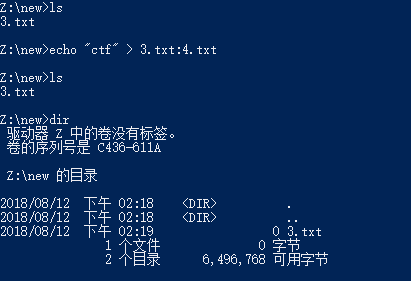 Z:\new>ls
3.txt
Z:\new>echo "ctf" > 3.txt:4.txt
Z:\new>ls
3.txt
Z:\new>dir
驱动器 Z 中的卷没有标签。
卷的序列号是 C436-611A
Z:\new 的目录
2018/08/12 下午 02:18 <DIR> .
2018/08/12 下午 02:18 <DIR> ..
2018/08/12 下午 02:19 0 3.txt
1 个文件 0 字节
2 个目录 6,496,768 可用字节